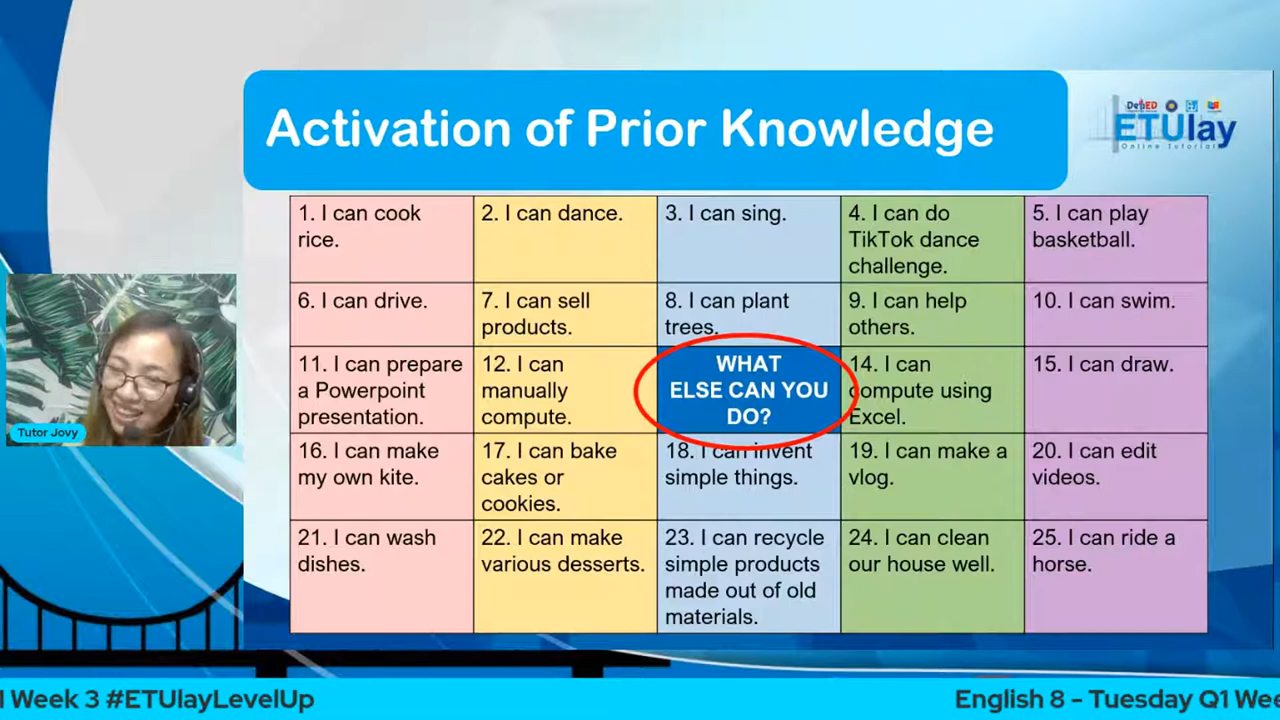 Activation of Prior Knowledge
DepED
ETUlay
Online Tutorial
1. I can cook
rice.
2. I can dance.
3. I can sing.
4. I can do
TikTok dance
challenge.
5. I can play
basketball.
6. I can drive.
7. I can sell
products.
8. I can plant
trees.
9. I can help
others.
10. I can swim.
11. I can prepare
a Powerpoint
presentation.
12. I can
manually
compute.
WHAT
ELSE CAN YOU
DO?
14. I can
compute using
Excel.
15. I can draw.
16. I can make
my own kite.
17. I can bake
cakes or
cookies.
18. I can invent
simple things.
19. I can make a
vlog.
20. I can edit
videos.
21. I can wash
dishes.
22. I can make
various desserts.
23. I can recycle
simple products
made out of old
materials.
24. I can clean
our house well.
25. I can ride a
horse.
Tutor Jovy
1 Week 3 #ETUlayLevelUp
English 8 - Tuesday Q1 Wee